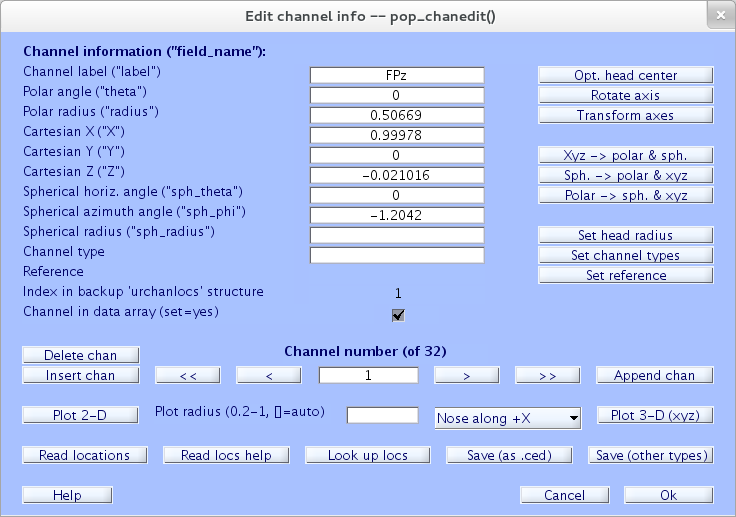 Edit channel info -- pop_chanedit()
×
Channel information ("field_name"):
Channel label ("label") FPz Opt. head center
Polar angle ("theta") 0 Rotate axis
Polar radius ("radius") 0.50669 Transform axes
Cartesian X ("X") 0.99978
Cartesian Y ("Y") 0 Xyz -> polar & sph.
Cartesian Z ("Z") -0.021016 Sph. -> polar & xyz
Spherical horiz. angle ("sph_theta") 0 Polar -> sph. & xyz
Spherical azimuth angle ("sph_phi") -1.2042
Spherical radius ("sph_radius") Set head radius
Channel type Set channel types
Reference Set reference
Index in backup 'urchanlocs' structure 1
Channel in data array (set=yes)
Delete chan Channel number (of 32)
Insert chan << < 1 > >> Append chan
Plot 2-D Plot radius (0.2-1, []=auto) Nose along +X Plot 3-D (xyz)
Read locations Read locs help Look up locs Save (as .ced) Save (other types)
Help Cancel Ok